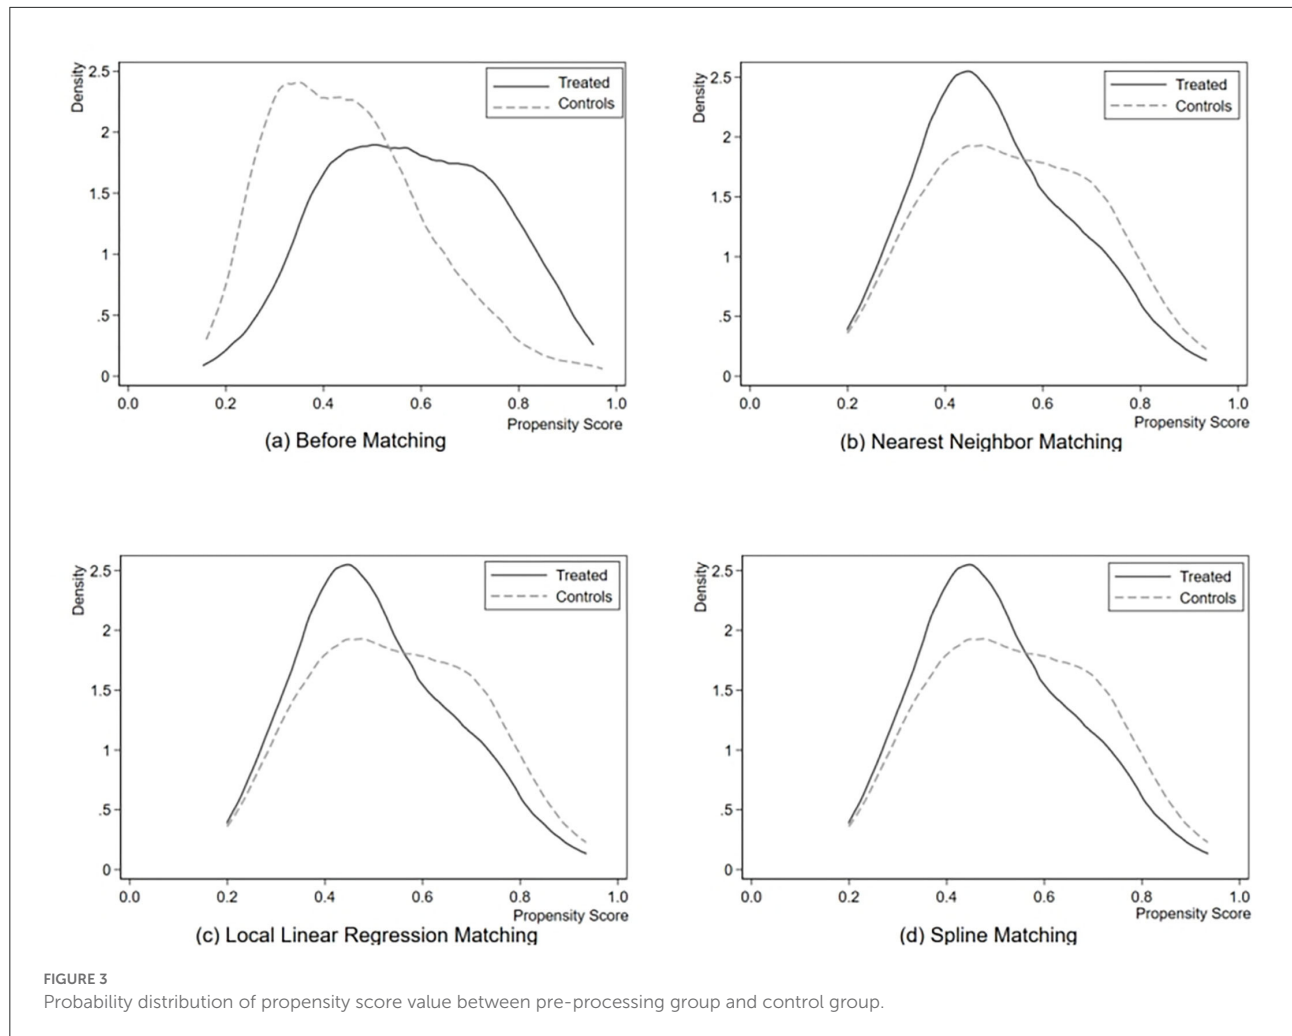 Density
2.5
2
1.5
1
.5
0
0.0 0.2 0.4 0.6 0.8 1.0
Propensity Score
Treated
Controls
(a) Before Matching
Density
2.5
2
1.5
1
.5
0
0.0 0.2 0.4 0.6 0.8 1.0
Propensity Score
Treated
Controls
(b) Nearest Neighbor Matching
Density
2.5
2
1.5
1
.5
0
0.0 0.2 0.4 0.6 0.8 1.0
Propensity Score
Treated
Controls
(c) Local Linear Regression Matching
Density
2.5
2
1.5
1
.5
0
0.0 0.2 0.4 0.6 0.8 1.0
Propensity Score
Treated
Controls
(d) Spline Matching
FIGURE 3
Probability distribution of propensity score value between pre-processing group and control group.